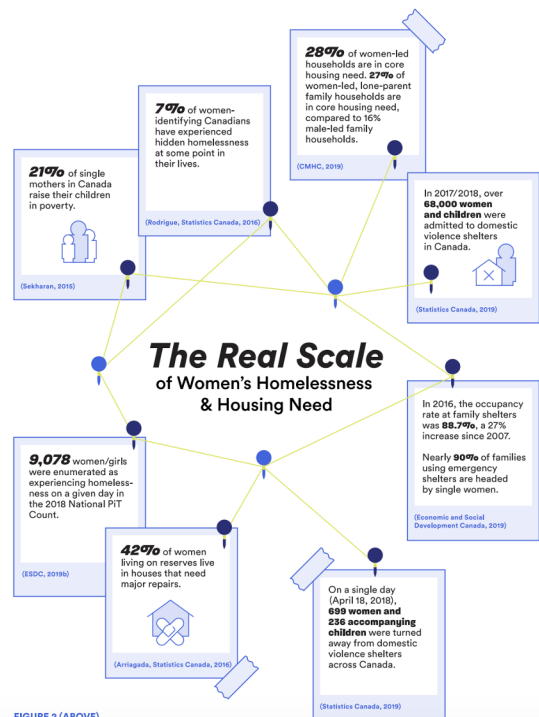 28% of women-led
households are in core
housing need. 27% of
women-led, lone-parent
family households are
in core housing need,
compared to 16%
male-led family
households.
(CMHC, 2019)
7% of women-
identifying Canadians
have experienced
hidden homelessness
at some point in
their lives.
(Rodrigue, Statistics Canada, 2016)
21% of single
mothers in Canada
raise their children
in poverty.
(Sekharan, 2015)
In 2017/2018, over
68,000 women
and children were
admitted to domestic
violence shelters
in Canada.
(Statistics Canada, 2019)
The Real Scale
of Women's Homelessness
& Housing Need
In 2016, the occupancy
rate at family shelters
was 88.7%, a 27%
increase since 2007.
Nearly 90% of families
using emergency
shelters are headed
by single women.
(Economic and Social
Development Canada, 2019)
9,078 women/girls
were enumerated as
experiencing homeless-
ness on a given day in
the 2018 National PiT
Count.
(ESDC, 2019b)
42% of women
living on reserves live
in houses that need
major repairs.
(Arriagada, Statistics Canada, 2016)
On a single day
(April 18, 2018),
699 women and
236 accompanying
children were turned
away from domestic
violence shelters
across Canada.
(Statistics Canada, 2019)
FIGURE 2 (ABOVE)